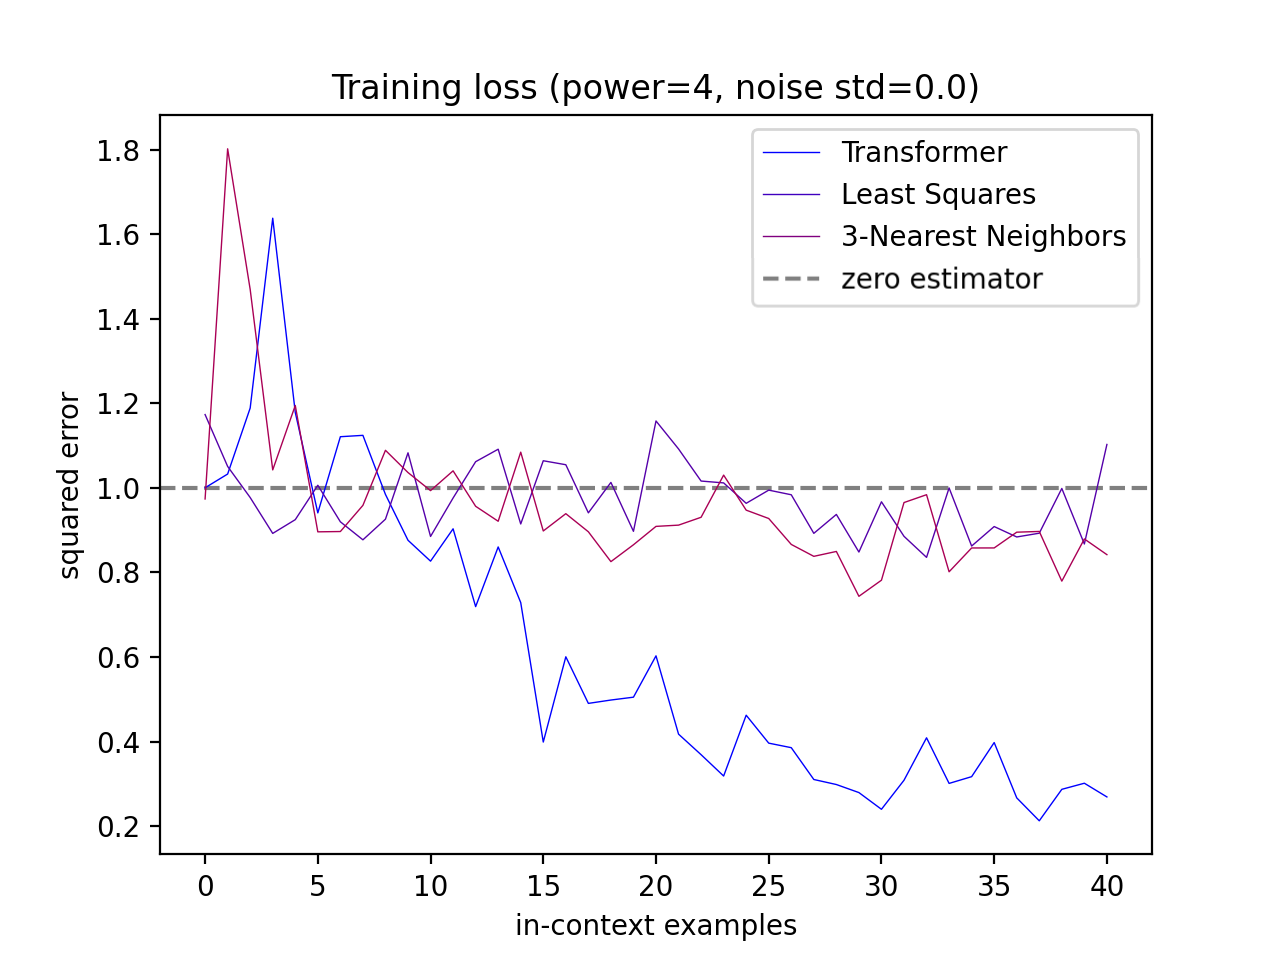 Training loss (power=4, noise std=0.0)
Transformer
Least Squares
3-Nearest Neighbors
zero estimator
squared error
1.8
1.6
1.4
1.2
1.0
0.8
0.6
0.4
0.2
0 5 10 15 20 25 30 35 40
in-context examples